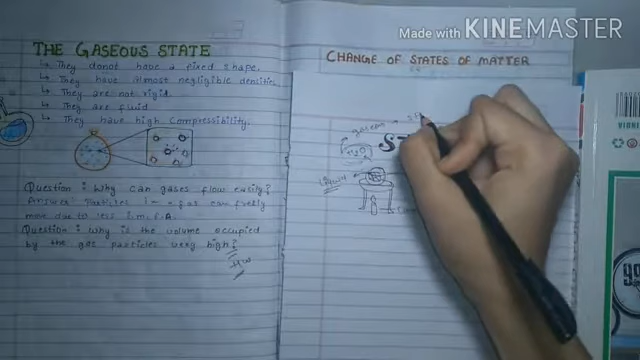 Made with KINEMASTER
THE GASEOUS STATE
They donot have a fixed shape.
They have almost negligible densities
They are not rigid.
They are fluid
They have high Compressibility.
Question : Why can gases flow easily?
Answer: Particles in a gas can freely
move due to less i.m.f.A
Question : why is the volume occupied
by the gas particles very high?
HW
CHANGE OF STATES OF MATTER
gaseous